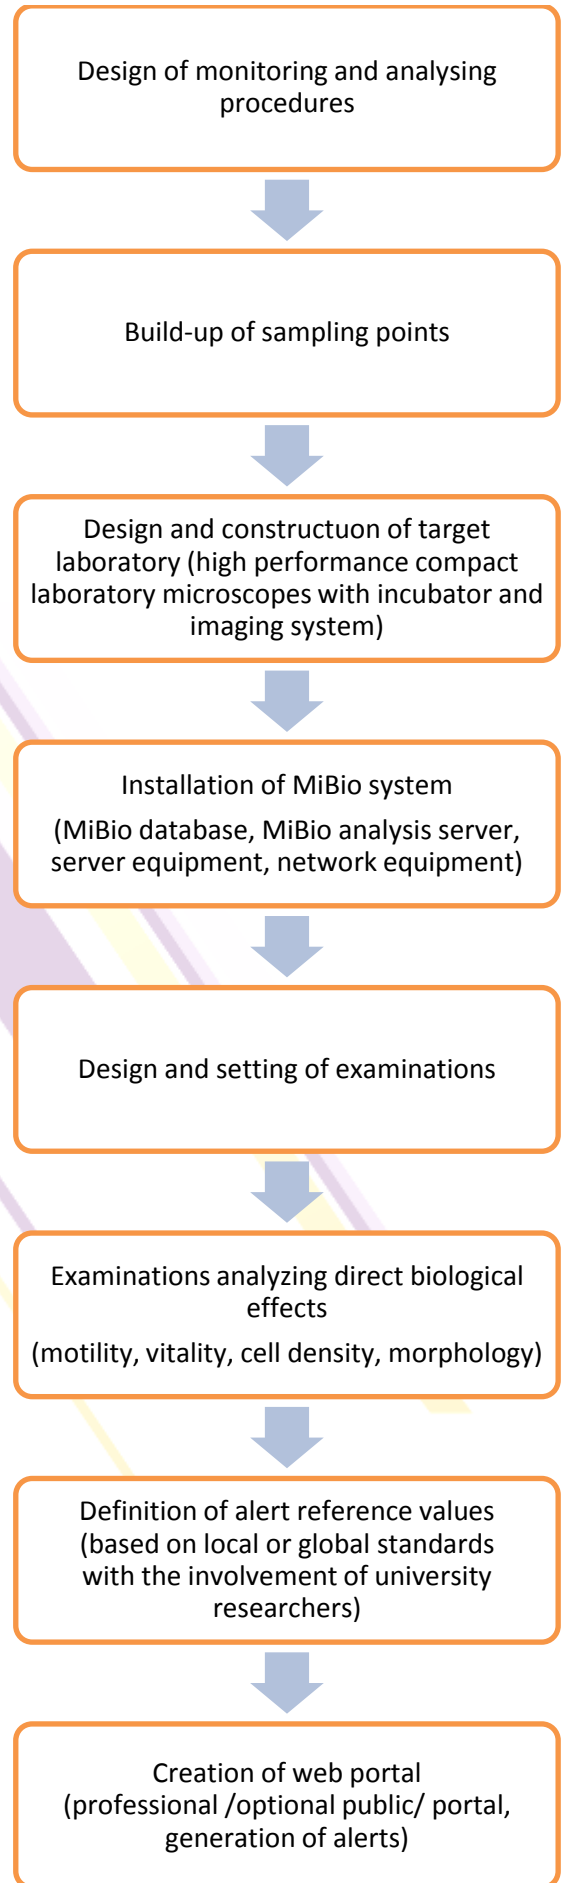 Design of monitoring and analysing
procedures
Build-up of sampling points
Design and constructuon of target
laboratory (high performance compact
laboratory microscopes with incubator and
imaging system)
Installation of MiBio system
(MiBio database, MiBio analysis server,
server equipment, network equipment)
Design and setting of examinations
Examinations analyzing direct biological
effects
(motility, vitality, cell density, morphology)
Definition of alert reference values
(based on local or global standards
with the involvement of university
researchers)
Creation of web portal
(professional /optional public/ portal,
generation of alerts)